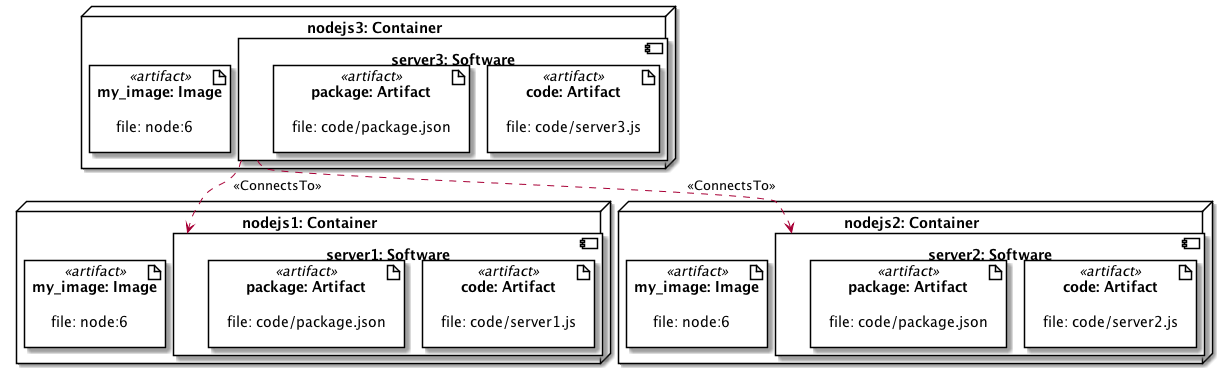 nodejs3: Container
server3: Software
«artifact»
my_image: Image
file: node:6
«artifact»
package: Artifact
file: code/package.json
«artifact»
code: Artifact
file: code/server3.js
«ConnectsTo»
«ConnectsTo»
nodejs1: Container
server1: Software
«artifact»
my_image: Image
file: node:6
«artifact»
package: Artifact
file: code/package.json
«artifact»
code: Artifact
file: code/server1.js
nodejs2: Container
server2: Software
«artifact»
my_image: Image
file: node:6
«artifact»
package: Artifact
file: code/package.json
«artifact»
code: Artifact
file: code/server2.js